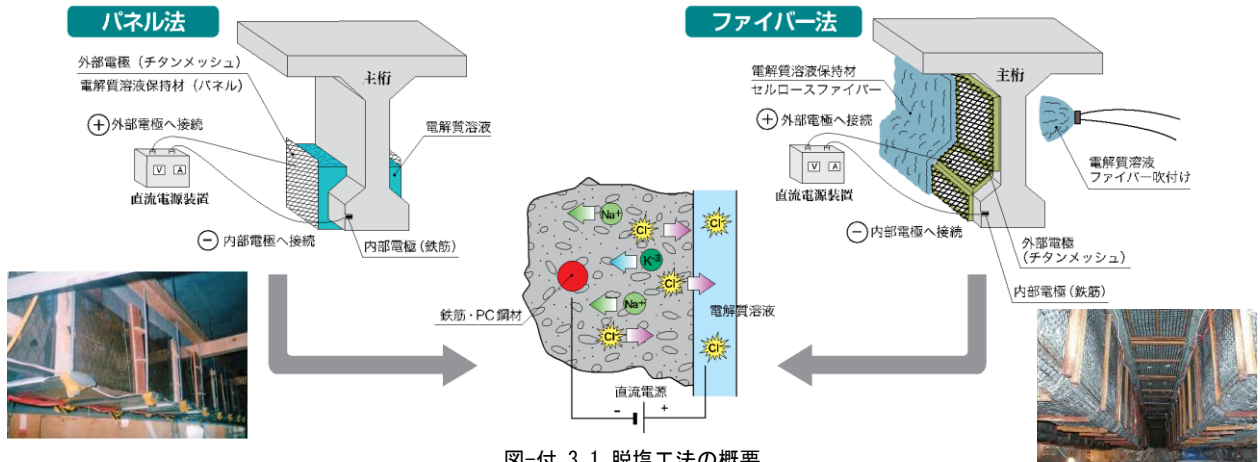 パネル法
外部電極（チタンメッシュ）
電解質溶液保持材（パネル）
主桁
＋外部電極へ接続
電解質溶液
V A
直流電源装置
－内部電極へ接続
内部電極（鉄筋）
ファイバー法
電解質溶液保持材
セルロースファイバー
主桁
＋外部電極へ接続
V A
直流電源装置
電解質溶液
ファイバー吹付け
－内部電極へ接続
外部電極
（チタンメッシュ）
内部電極（鉄筋）
Na⁺
Cl⁻
Cl⁻
K⁻³
Cl⁻
Na⁺
Cl⁻
Cl⁻
鉄筋・PC鋼材
電解質溶液
直流電源
- +
図-付 3.1 脱塩工法の概要